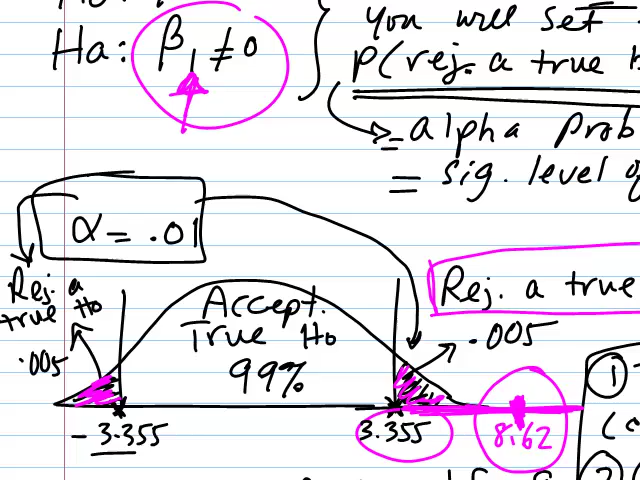 Ha: β₁ ≠ 0
You will set
P(rej. a true
= alpha Prob
= sig. level of
α = .01
Rej. a
true Ho
.005
Accept.
True Ho
99%
Rej. a true
.005
-3.355
3.355
8.62
1
(c
2)